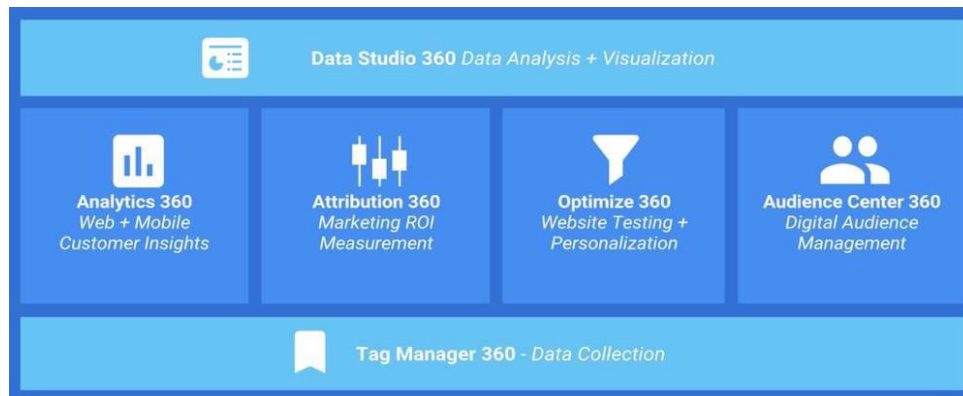 Data Studio 360 Data Analysis + Visualization
Analytics 360
Web + Mobile
Customer Insights
Attribution 360
Marketing ROI
Measurement
Optimize 360
Website Testing +
Personalization
Audience Center 360
Digital Audience
Management
Tag Manager 360 - Data Collection